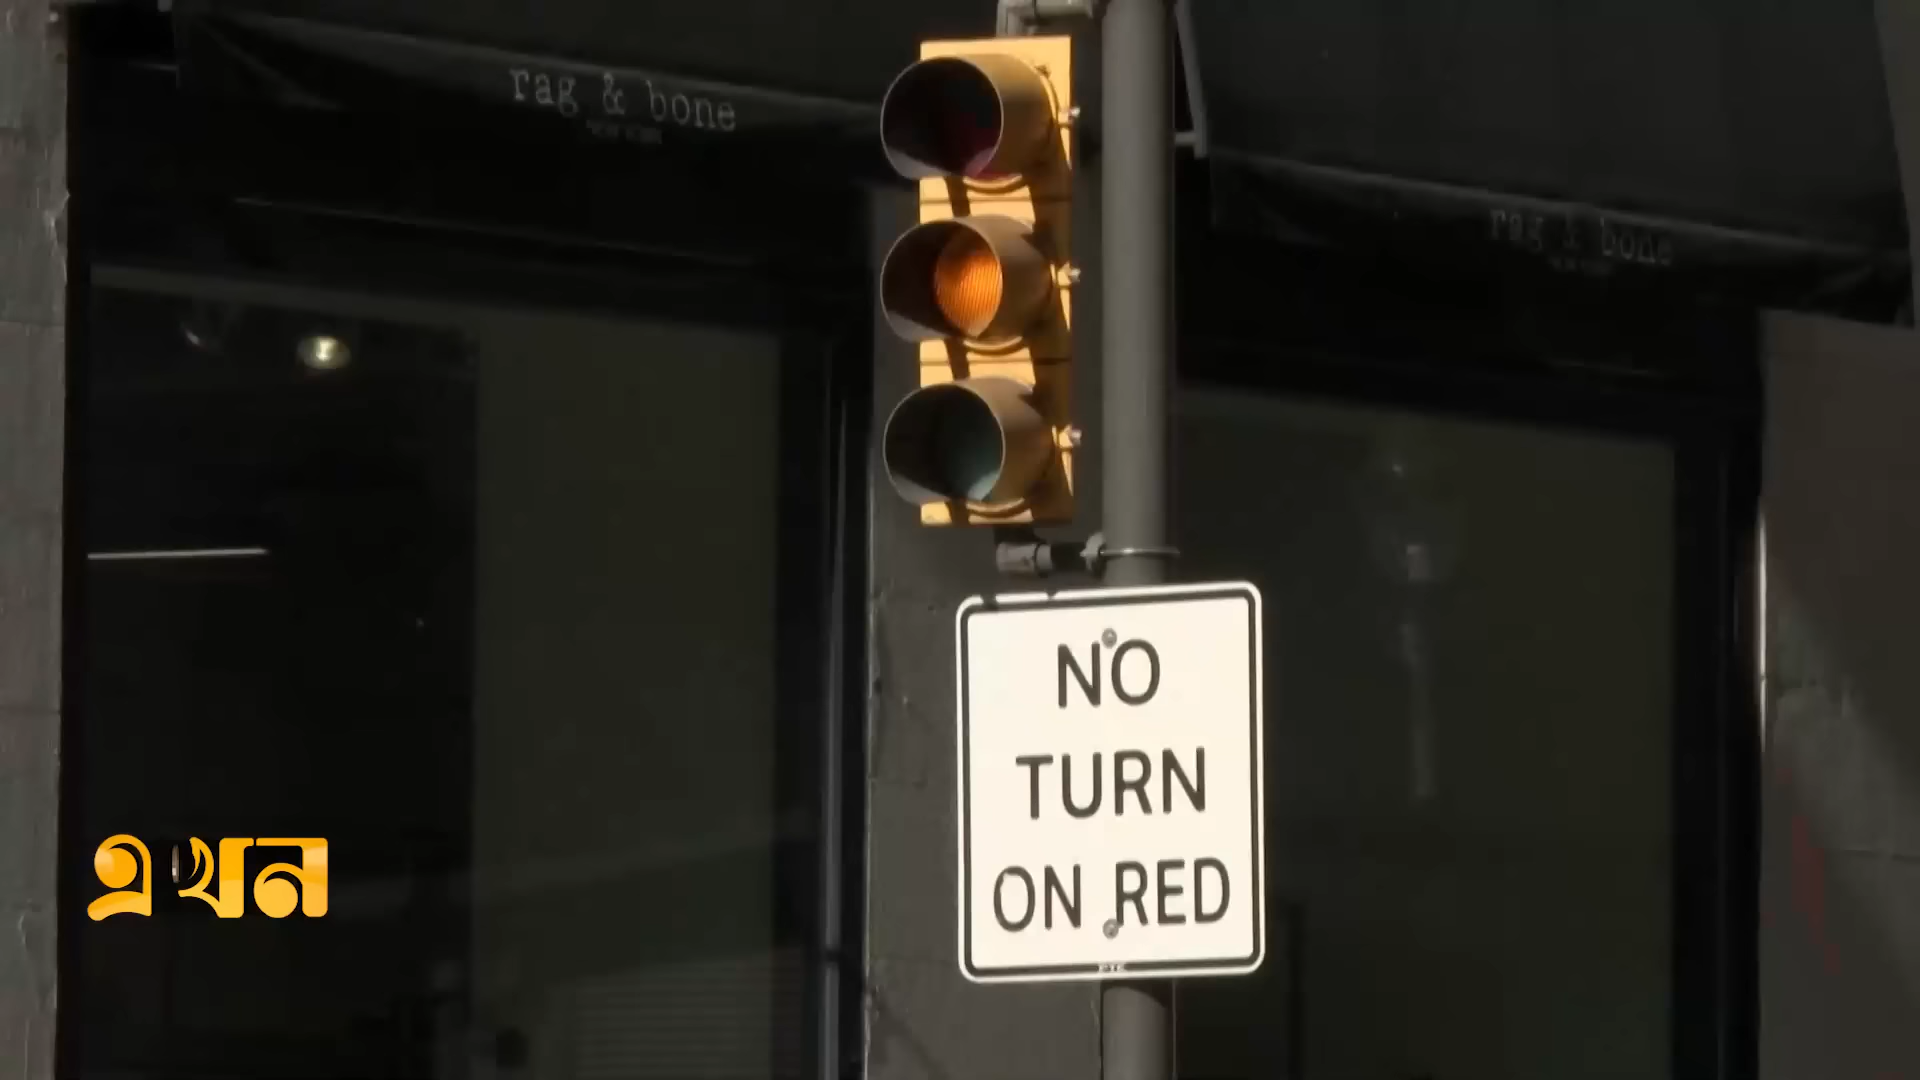 rag & bone
rag & bone
NO
TURN
ON RED
এখন